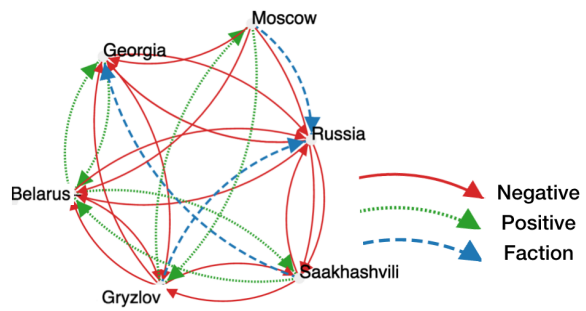 Moscow
Georgia
Russia
Belarus
Saakhashvili
Gryzlov
Negative
Positive
Faction